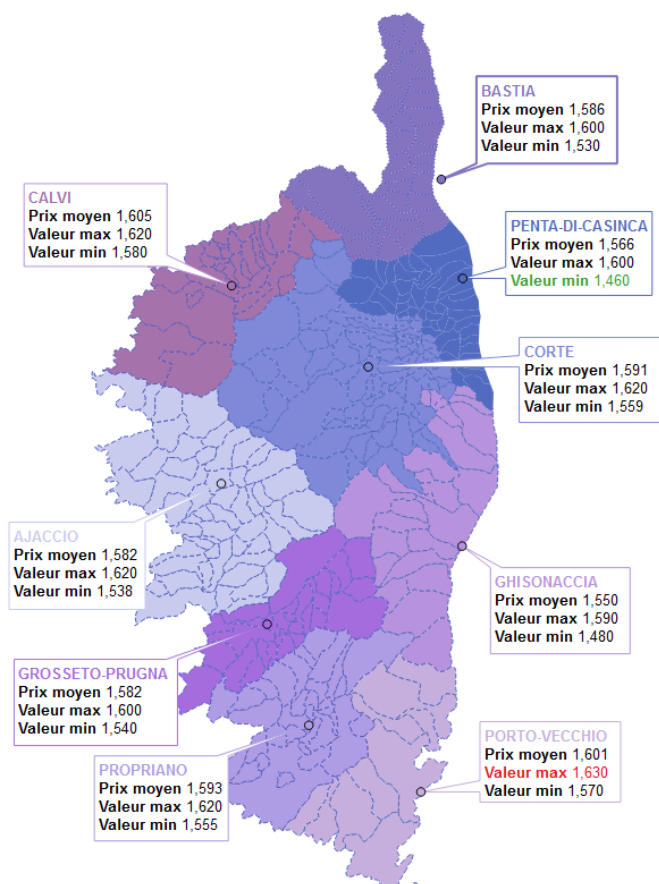 BASTIA
Prix moyen 1,586
Valeur max 1,600
Valeur min 1,530
CALVI
Prix moyen 1,605
Valeur max 1,620
Valeur min 1,580
PENTA-DI-CASINCA
Prix moyen 1,566
Valeur max 1,600
Valeur min 1,460
CORTE
Prix moyen 1,591
Valeur max 1,620
Valeur min 1,559
AJACCIO
Prix moyen 1,582
Valeur max 1,620
Valeur min 1,538
GHISONACCIA
Prix moyen 1,550
Valeur max 1,590
Valeur min 1,480
GROSSETO-PRUGNA
Prix moyen 1,582
Valeur max 1,600
Valeur min 1,540
PORTO-VECCHIO
Prix moyen 1,601
Valeur max 1,630
Valeur min 1,570
PROPRIANO
Prix moyen 1,593
Valeur max 1,620
Valeur min 1,555